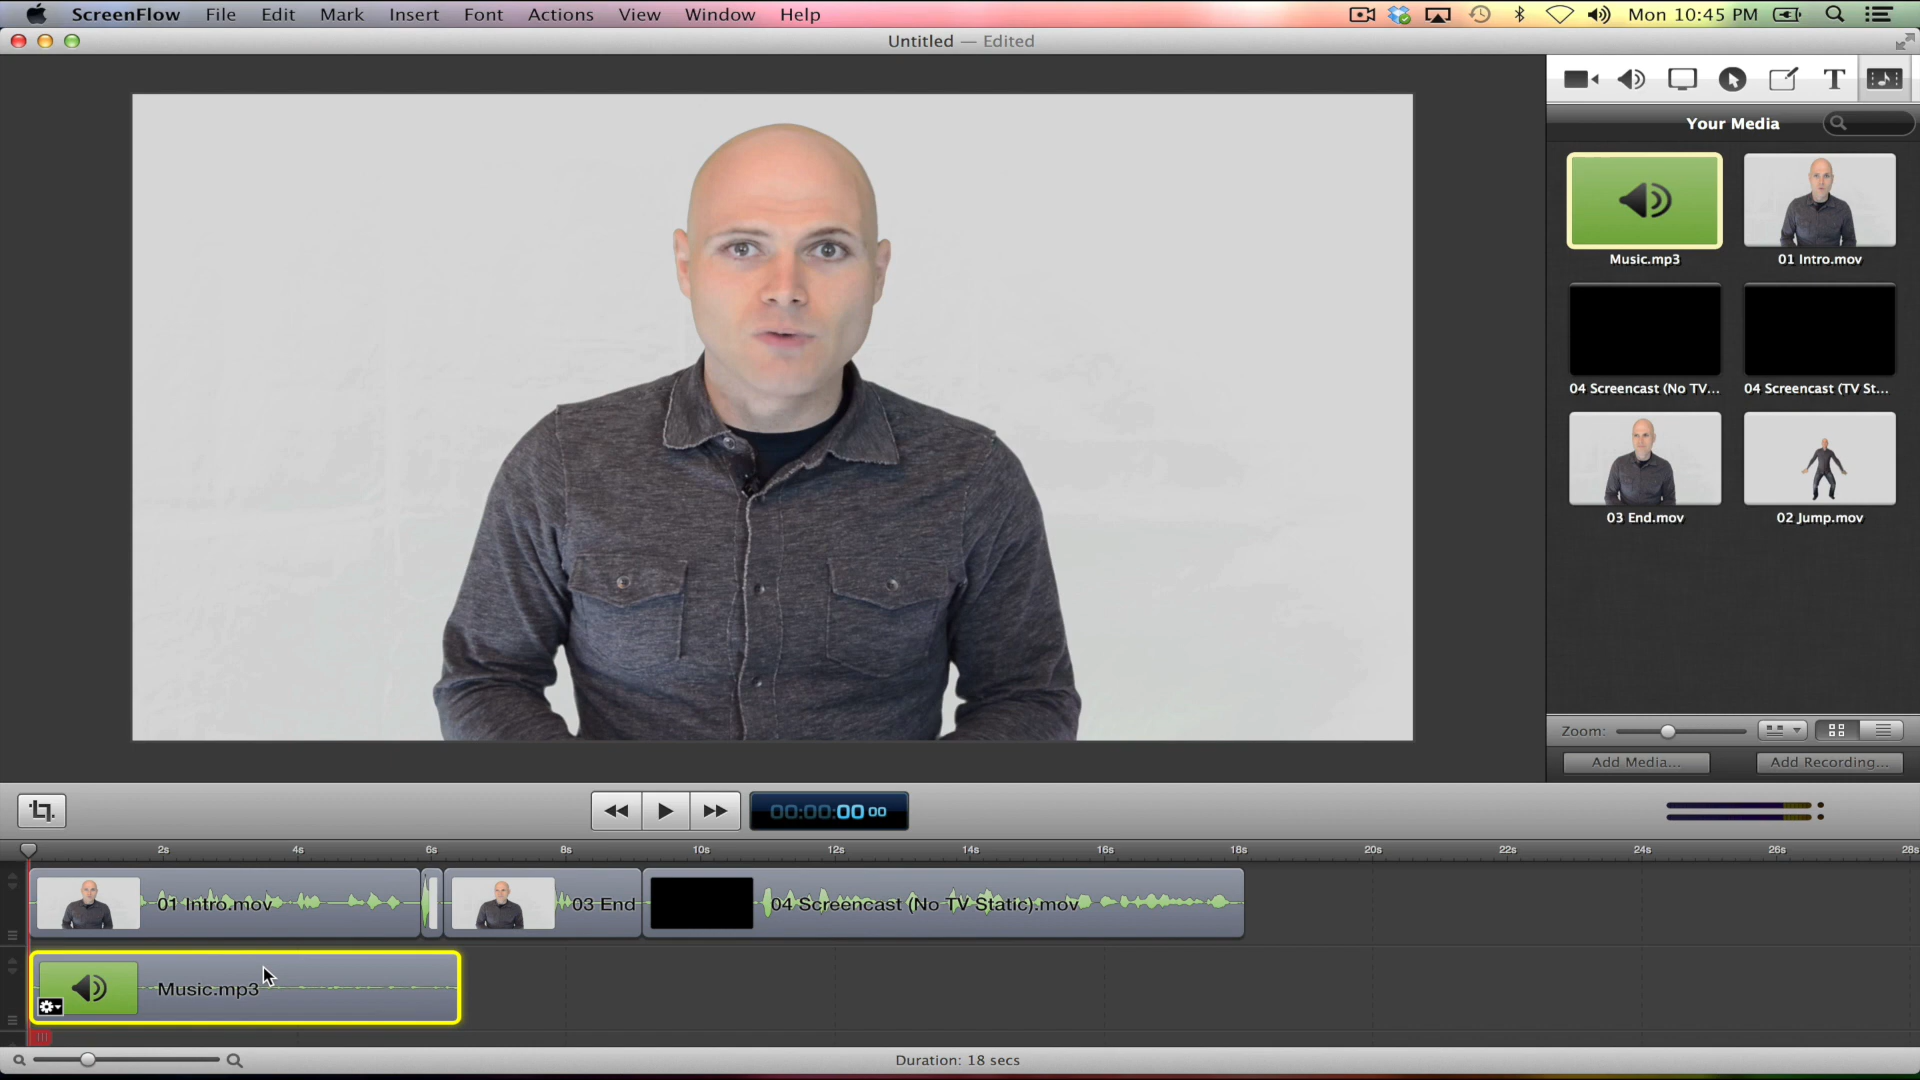 ScreenFlow File Edit Mark Insert Font Actions View Window Help Mon 10:45 PM
Untitled — Edited
T
Your Media
Music.mp3 01 Intro.mov
04 Screencast (No TV... 04 Screencast (TV St...
03 End.mov 02 Jump.mov
Zoom:
Add Media... Add Recording...
00:00:00 00
2s 4s 6s 8s 10s 12s 14s 16s 18s 20s 22s 24s 26s 28s
01 Intro.mov 03 End 04 Screencast (No TV Static).mov
Music.mp3
Duration: 18 secs